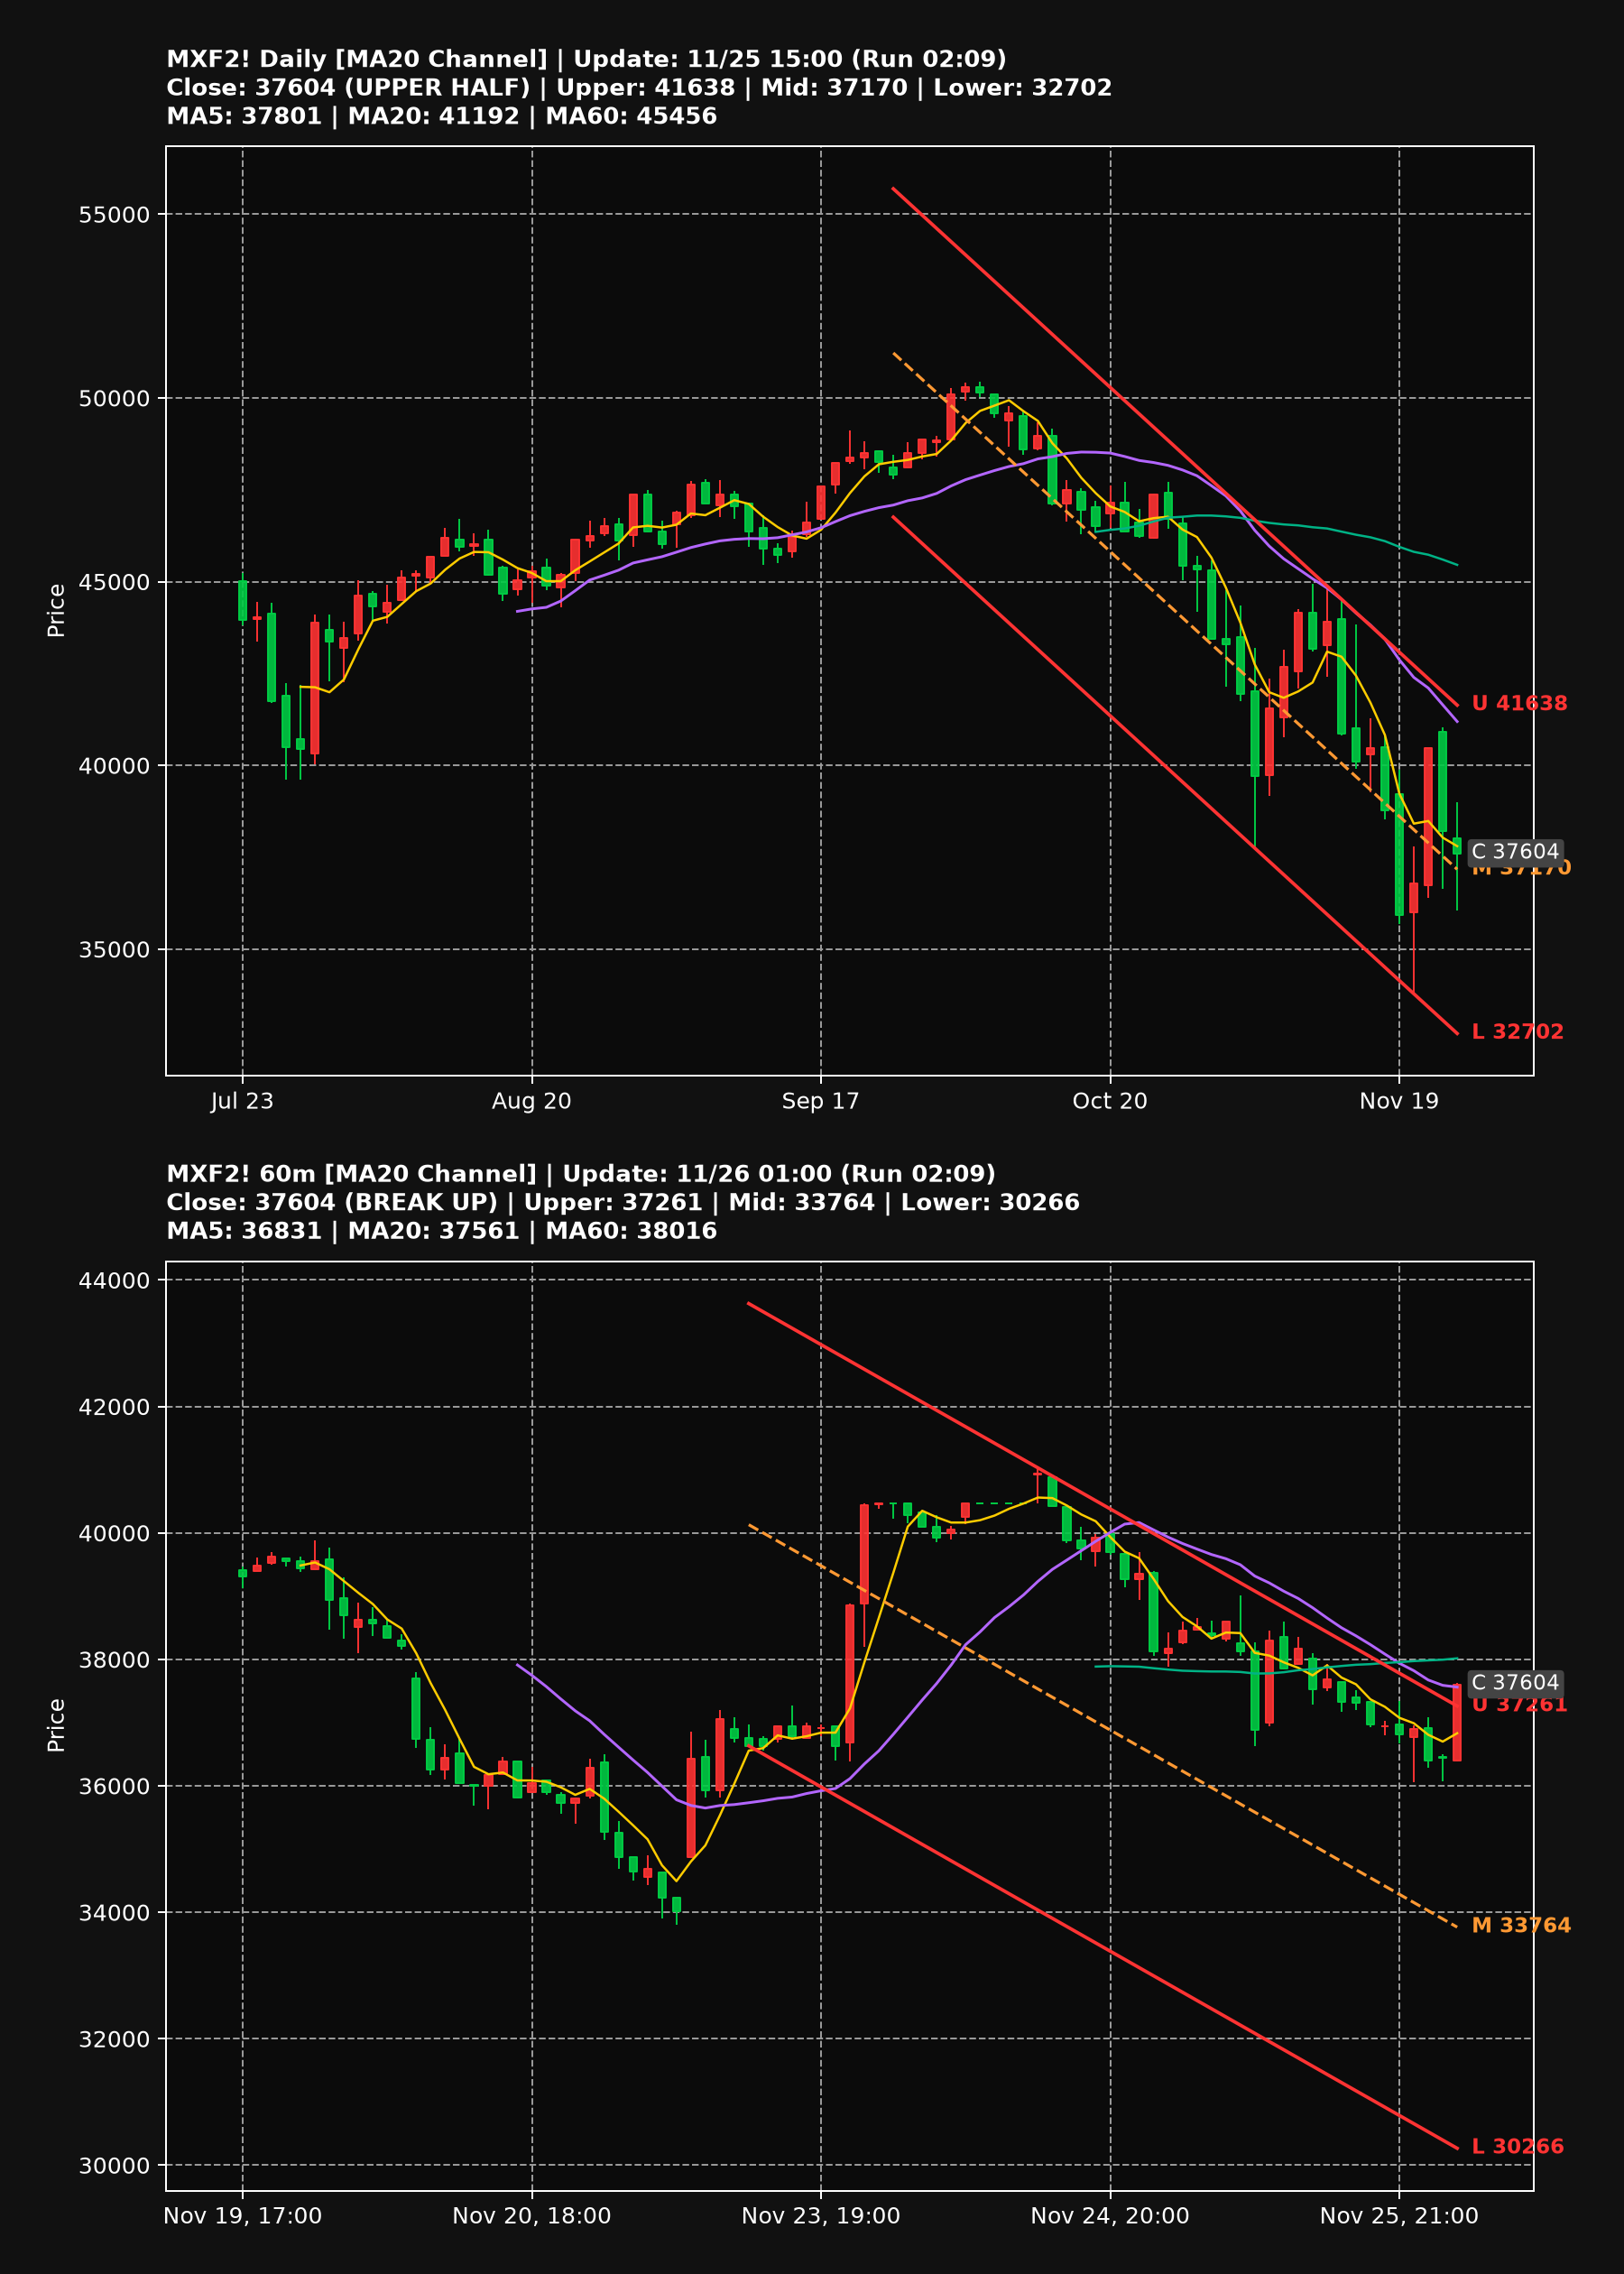 MXF2! Daily [MA20 Channel] | Update: 11/25 15:00 (Run 02:09)
Close: 37604 (UPPER HALF) | Upper: 41638 | Mid: 37170 | Lower: 32702
MA5: 37801 | MA20: 41192 | MA60: 45456
55000
50000
45000
40000
35000
Price
U 41638
C 37604
M 37170
L 32702
Jul 23
Aug 20
Sep 17
Oct 20
Nov 19
MXF2! 60m [MA20 Channel] | Update: 11/26 01:00 (Run 02:09)
Close: 37604 (BREAK UP) | Upper: 37261 | Mid: 33764 | Lower: 30266
MA5: 36831 | MA20: 37561 | MA60: 38016
44000
42000
40000
38000
36000
34000
32000
30000
Price
C 37604
U 37261
M 33764
L 30266
Nov 19, 17:00
Nov 20, 18:00
Nov 23, 19:00
Nov 24, 20:00
Nov 25, 21:00